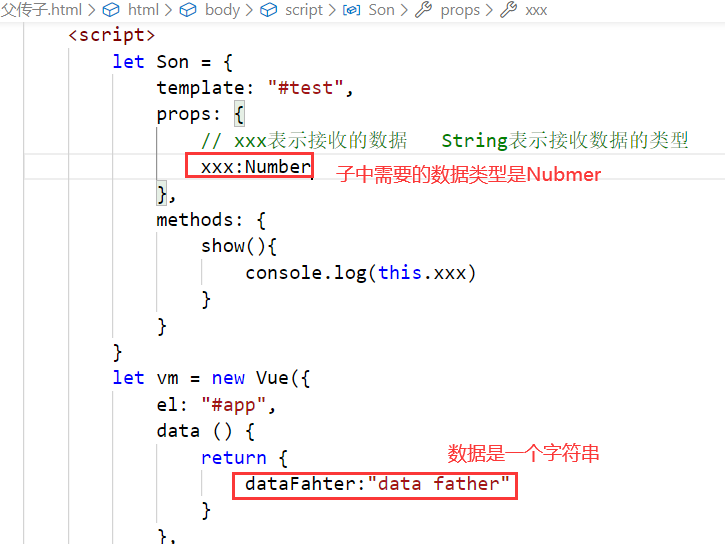 父传子.html > html > body > script > Son > props > xxx
<script>
let Son = {
template: "#test",
props: {
// xxx表示接收的数据 String表示接收数据的类型
xxx:Number 子中需要的数据类型是Nubmer
},
methods: {
show(){
console.log(this.xxx)
}
}
}
let vm = new Vue({
el: "#app",
data () {
return { 数据是一个字符串
dataFahter:"data father"
}
},